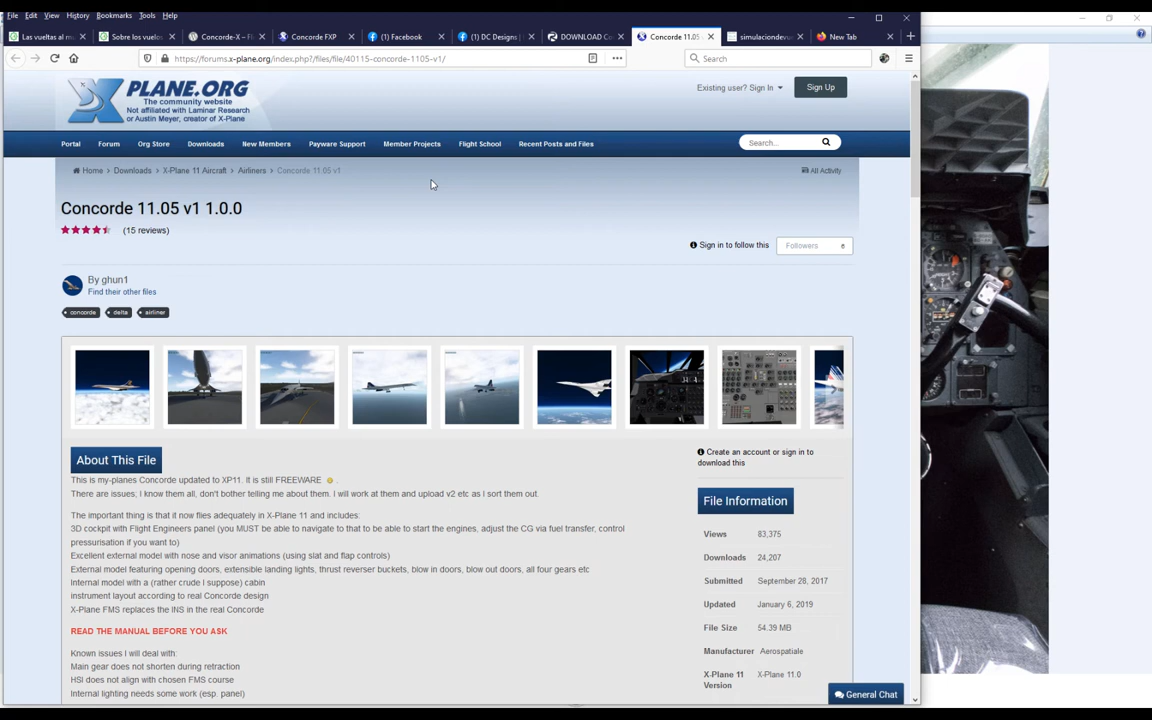 File Edit View History Bookmarks Tools Help
Las vueltas al m
Sobre los vuelos
Concorde-X – Fl
Concorde FXP
(1) Facebook
(1) DC Designs |
DOWNLOAD Co
Concorde 11.05
simulaciondevu
New Tab
https://forums.x-plane.org/index.php?/files/file/40115-concorde-1105-v1/
Search
X-PLANE.ORG
The community website
Not affiliated with Laminar Research
or Austin Meyer, creator of X-Plane
Existing user? Sign In
Sign Up
Portal Forum Org Store Downloads New Members Payware Support Member Projects Flight School Recent Posts and Files
Search...
Home > Downloads > X-Plane 11 Aircraft > Airliners > Concorde 11.05 v1
All Activity
Concorde 11.05 v1 1.0.0
(15 reviews)
Sign in to follow this
Followers 6
By ghun1
Find their other files
concorde delta airliner
About This File
This is my-planes Concorde updated to XP11. It is still FREEWARE .
There are issues; I know them all, don't bother telling me about them. I will work at them and upload v2 etc as I sort them out.
The important thing is that it now flies adequately in X-Plane 11 and includes:
3D cockpit with Flight Engineers panel (you MUST be able to navigate to that to be able to start the engines, adjust the CG via fuel transfer, control
pressurisation if you want to)
Excellent external model with nose and visor animations (using slat and flap controls)
External model featuring opening doors, extensible landing lights, thrust reverser buckets, blow in doors, blow out doors, all four gears etc
Internal model with a (rather crude I suppose) cabin
instrument layout according to real Concorde design
X-Plane FMS replaces the INS in the real Concorde
READ THE MANUAL BEFORE YOU ASK
Known issues I will deal with:
Main gear does not shorten during retraction
HSI does not align with chosen FMS course
Internal lighting needs some work (esp. panel)
Create an account or sign in to
download this
File Information
Views 83,375
Downloads 24,207
Submitted September 28, 2017
Updated January 6, 2019
File Size 54.39 MB
Manufacturer Aerospatiale
X-Plane 11 X-Plane 11.0
Version
General Chat